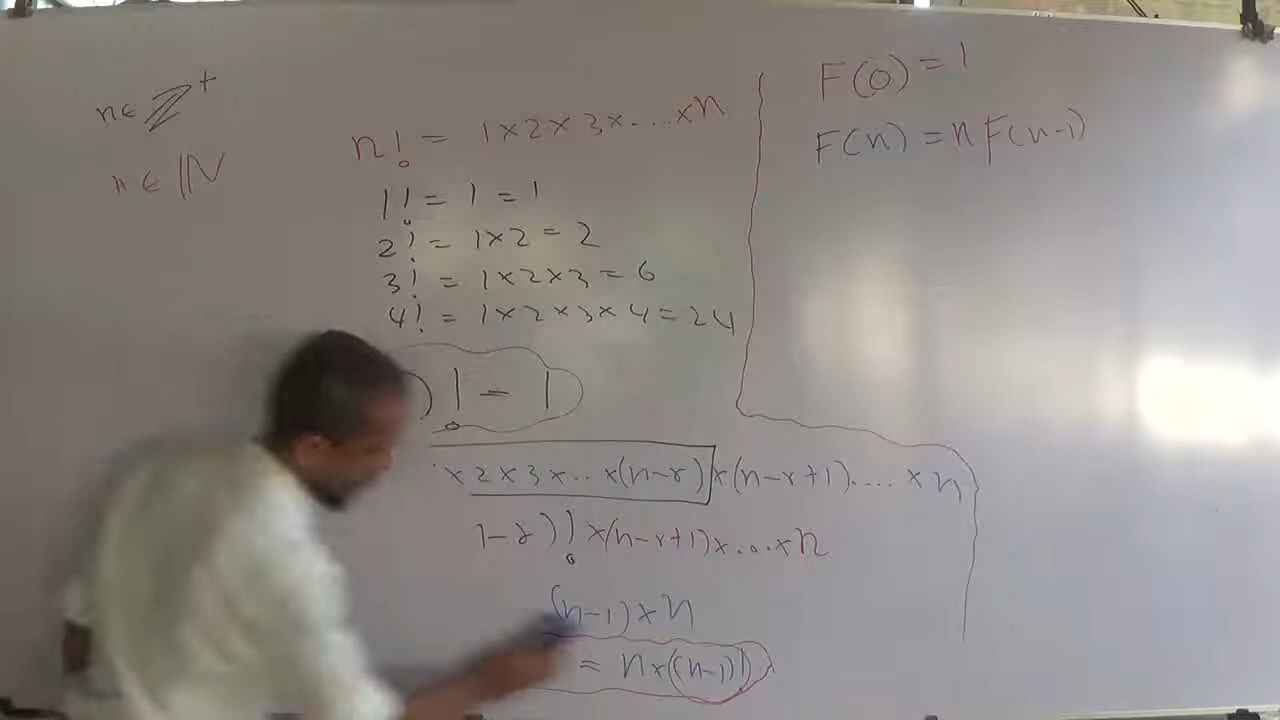 n ∈ ℤ⁺
n ∈ ℕ
n! = 1×2×3×...×n
1! = 1 = 1
2! = 1×2 = 2
3! = 1×2×3 = 6
4! = 1×2×3×4 = 24
)! = 1
×2×3×..×(n-r)×(n-r+1)....×n
-r))!×(n-r+1)×...×n
(n-1)×n
= n×((n-1)!)
F(0) = 1
F(n) = n F(n-1)